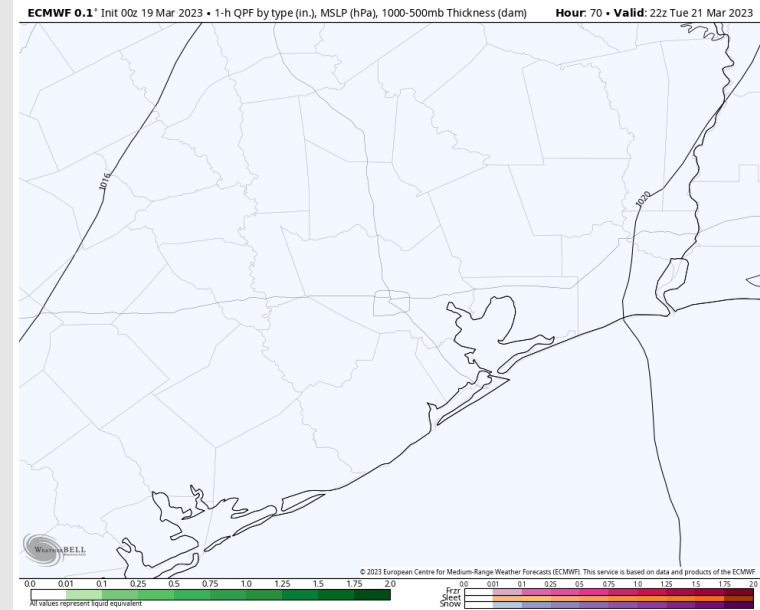 ECMWF 0.1° Init 00z 19 Mar 2023 • 1-h QPF by type (in.), MSLP (hPa), 1000-500mb Thickness (dam) Hour: 70 • Valid: 22z Tue 21 Mar 2023
1016
1020
WEATHERBELL
© 2023 European Centre for Medium-Range Weather Forecasts (ECMWF). This service is based on data and products of the ECMWF.
0.0 0.01 0.1 0.25 0.5 0.75 1.0 1.25 1.5 1.75 2.0
All values represent liquid equivalent
0.0 0.01 0.1 0.25 0.50 0.75 1.0 1.25 1.5 1.75 2.0
Frzr
Sleet
Snow